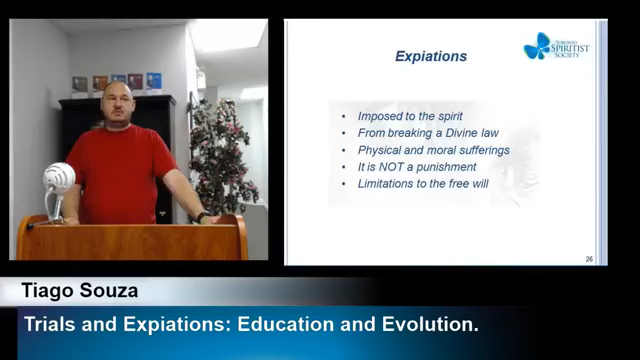 Expiations
TORONTO
SPIRITIST
SOCIETY
• Imposed to the spirit
• From breaking a Divine law
• Physical and moral sufferings
• It is NOT a punishment
• Limitations to the free will
26
Tiago Souza
Trials and Expiations: Education and Evolution.